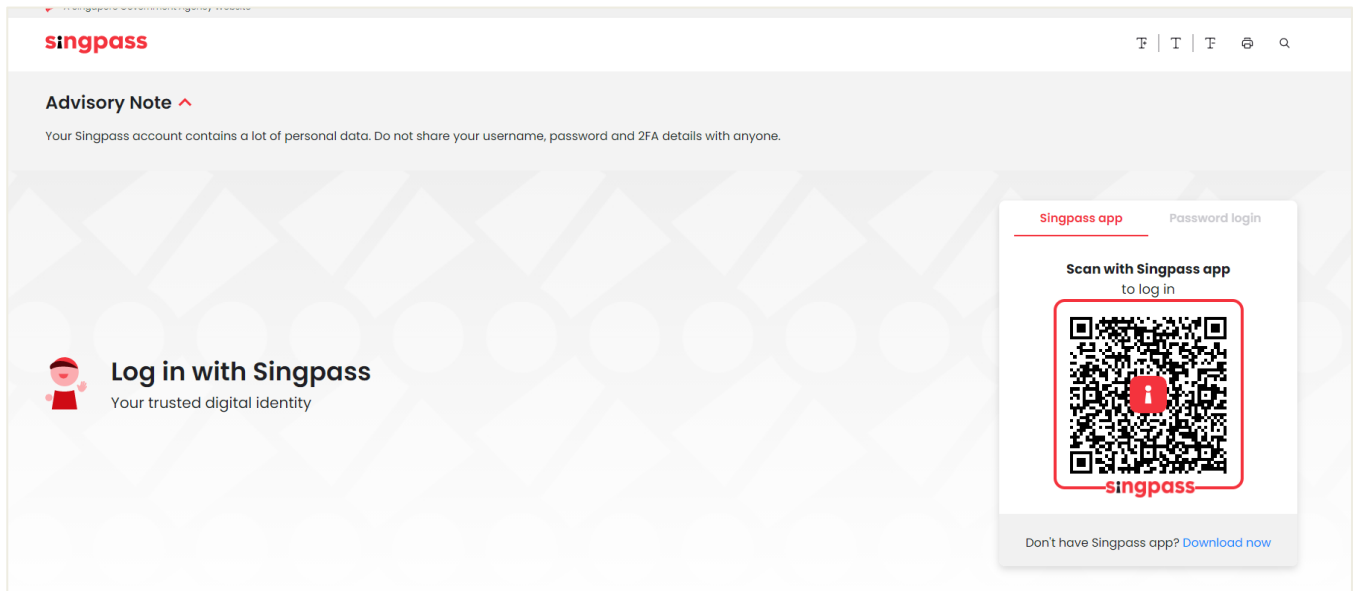 singpass
Advisory Note
Your Singpass account contains a lot of personal data. Do not share your username, password and 2FA details with anyone.
Singpass app
Password login
Scan with Singpass app
to log in
singpass
Log in with Singpass
Your trusted digital identity
Don't have Singpass app? Download now